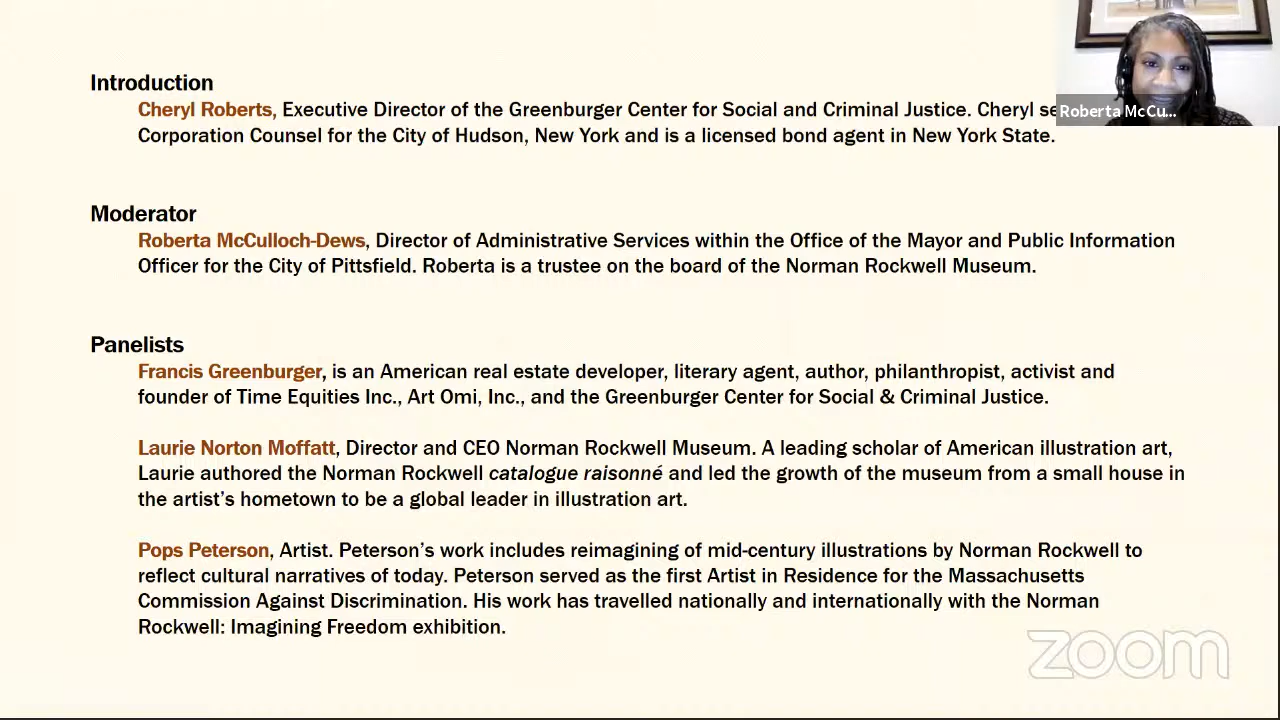 Introduction
Cheryl Roberts, Executive Director of the Greenburger Center for Social and Criminal Justice. Cheryl
Corporation Counsel for the City of Hudson, New York and is a licensed bond agent in New York State.
Roberta McCu...
Moderator
Roberta McCulloch-Dews, Director of Administrative Services within the Office of the Mayor and Public Information
Officer for the City of Pittsfield. Roberta is a trustee on the board of the Norman Rockwell Museum.
Panelists
Francis Greenburger, is an American real estate developer, literary agent, author, philanthropist, activist and
founder of Time Equities Inc., Art Omi, Inc., and the Greenburger Center for Social & Criminal Justice.
Laurie Norton Moffatt, Director and CEO Norman Rockwell Museum. A leading scholar of American illustration art,
Laurie authored the Norman Rockwell catalogue raisonné and led the growth of the museum from a small house in
the artist's hometown to be a global leader in illustration art.
Pops Peterson, Artist. Peterson's work includes reimagining of mid-century illustrations by Norman Rockwell to
reflect cultural narratives of today. Peterson served as the first Artist in Residence for the Massachusetts
Commission Against Discrimination. His work has travelled nationally and internationally with the Norman
Rockwell: Imagining Freedom exhibition.
zoom